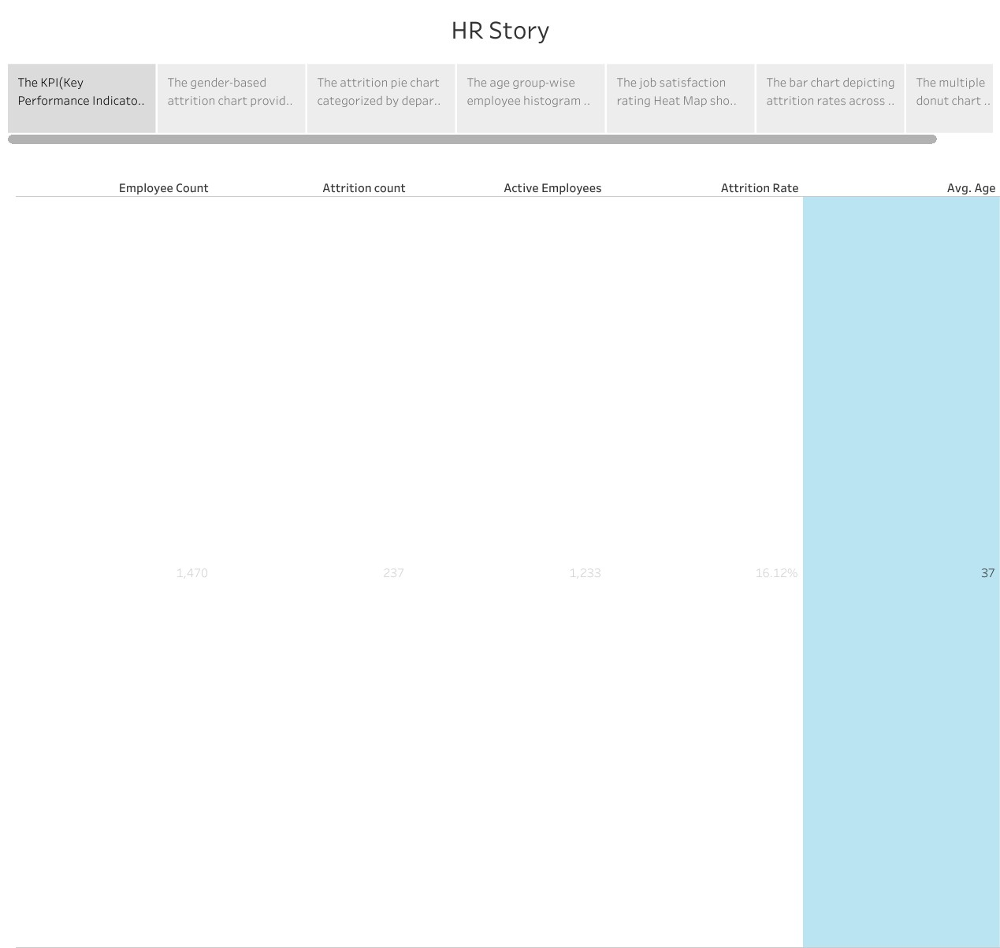 HR Story
The KPI(Key
Performance Indicato..
The gender-based
attrition chart provid..
The attrition pie chart
categorized by depar..
The age group-wise
employee histogram ..
The job satisfaction
rating Heat Map sho..
The bar chart depicting
attrition rates across ..
The multiple
donut chart ..
Employee Count Attrition count Active Employees Attrition Rate Avg. Age
1,470 237 1,233 16.12% 37